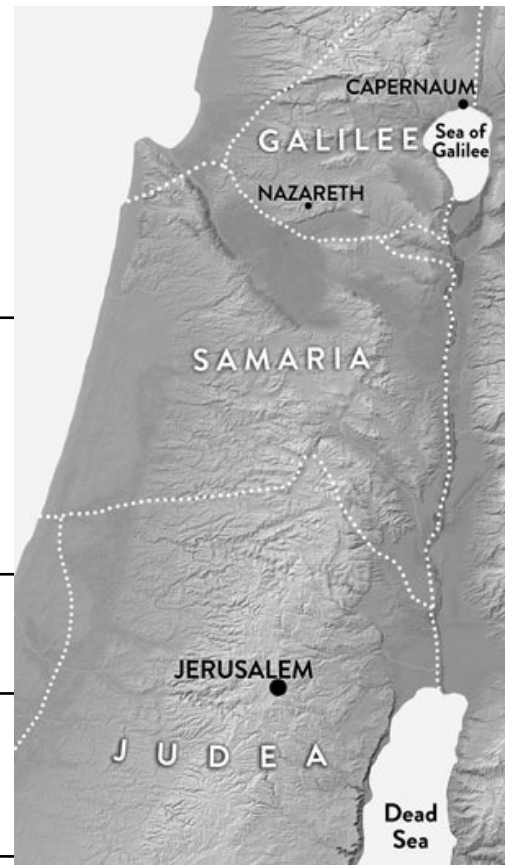 CAPERNAUM
GALILEE
Sea of
Galilee
NAZARETH
SAMARIA
JERUSALEM
JUDEA
Dead
Sea